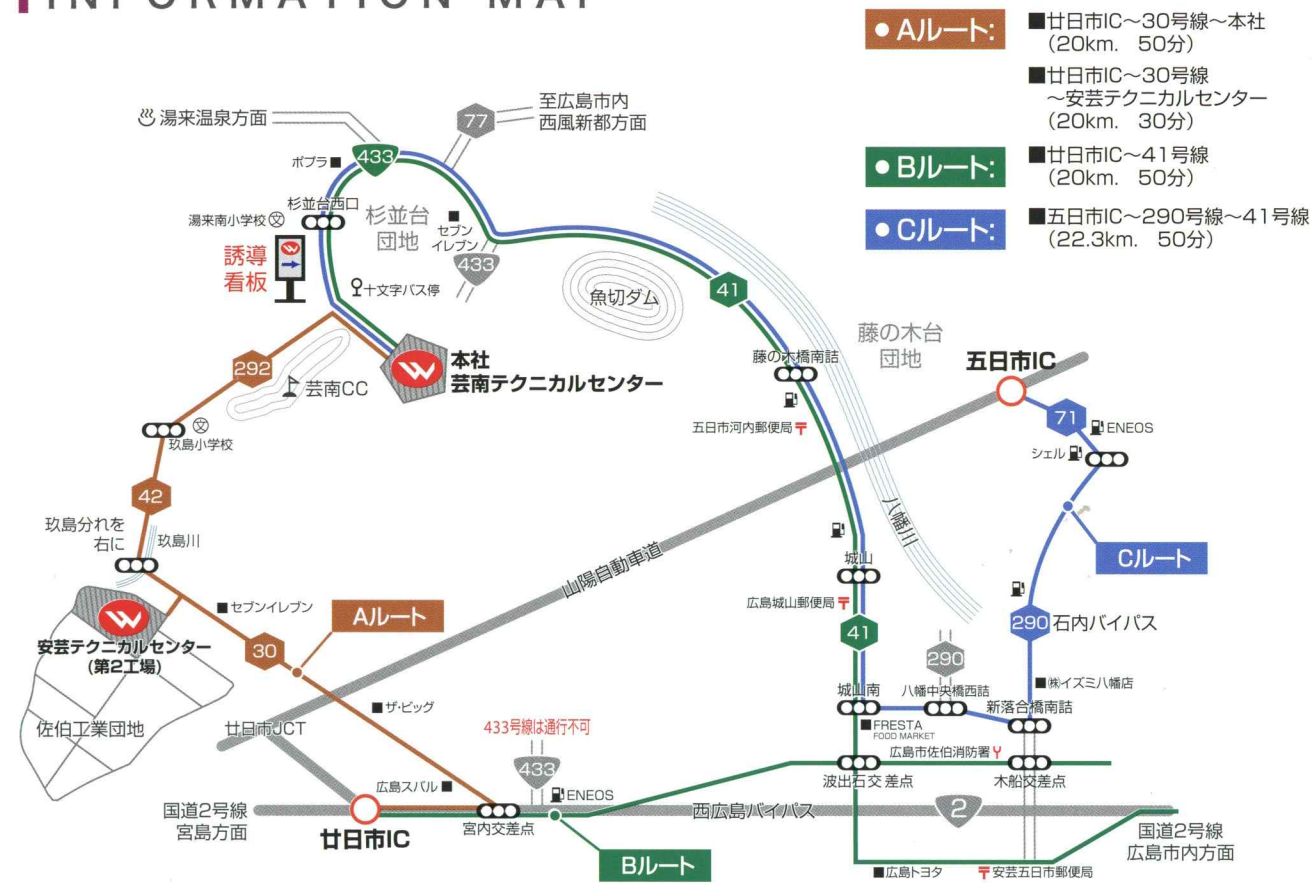 INFORMATION MAP
Aルート:
■廿日市IC〜30号線〜本社
(20km. 50分)
■廿日市IC〜30号線
〜安芸テクニカルセンター
(20km. 30分)
Bルート:
■廿日市IC〜41号線
(20km. 50分)
Cルート:
■五日市IC〜290号線〜41号線
(22.3km. 50分)
湯来温泉方面
77
至広島市内
西風新都方面
433
ポプラ■
杉並台西口
湯来南小学校
文
杉並台
団地
■
セブン
イレブン
433
誘導
看板
W
十文字バス停
魚切ダム
41
藤の木台
団地
藤の木橋南詰
五日市IC
W
本社
芸南テクニカルセンター
292
芸南CC
文
玖島小学校
五日市河内郵便局〒
71
ENEOS
シェル
42
玖島分れを
右に
玖島川
八幡川
山陽自動車道
城山
Cルート
広島城山郵便局〒
W
■セブンイレブン
Aルート
安芸テクニカルセンター
(第2工場)
30
41
290
石内バイパス
290
■㈱イズミ八幡店
城山南
八幡中央橋西詰
新落合橋南詰
■ザ・ビッグ
433号線は通行不可
■FRESTA
FOOD MARKET
広島市佐伯消防署
佐伯工業団地
廿日市JCT
433
波出石交差点
木船交差点
広島スバル■
ENEOS
国道2号線
宮島方面
廿日市IC
宮内交差点
西広島バイパス
2
国道2号線
広島市内方面
Bルート
■広島トヨタ
〒安芸五日市郵便局